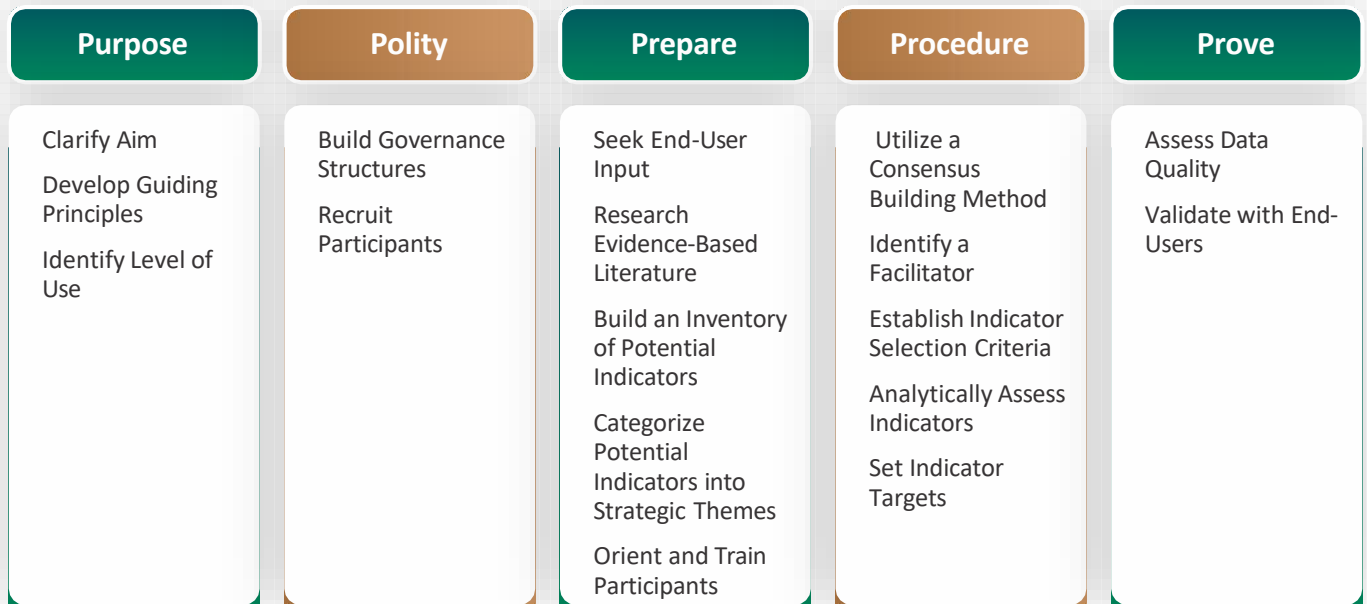 Purpose
Clarify Aim
Develop Guiding
Principles
Identify Level of
Use
Polity
Build Governance
Structures
Recruit
Participants
Prepare
Seek End-User
Input
Research
Evidence-Based
Literature
Build an Inventory
of Potential
Indicators
Categorize
Potential
Indicators into
Strategic Themes
Orient and Train
Participants
Procedure
Utilize a
Consensus
Building Method
Identify a
Facilitator
Establish Indicator
Selection Criteria
Analytically Assess
Indicators
Set Indicator
Targets
Prove
Assess Data
Quality
Validate with End-
Users